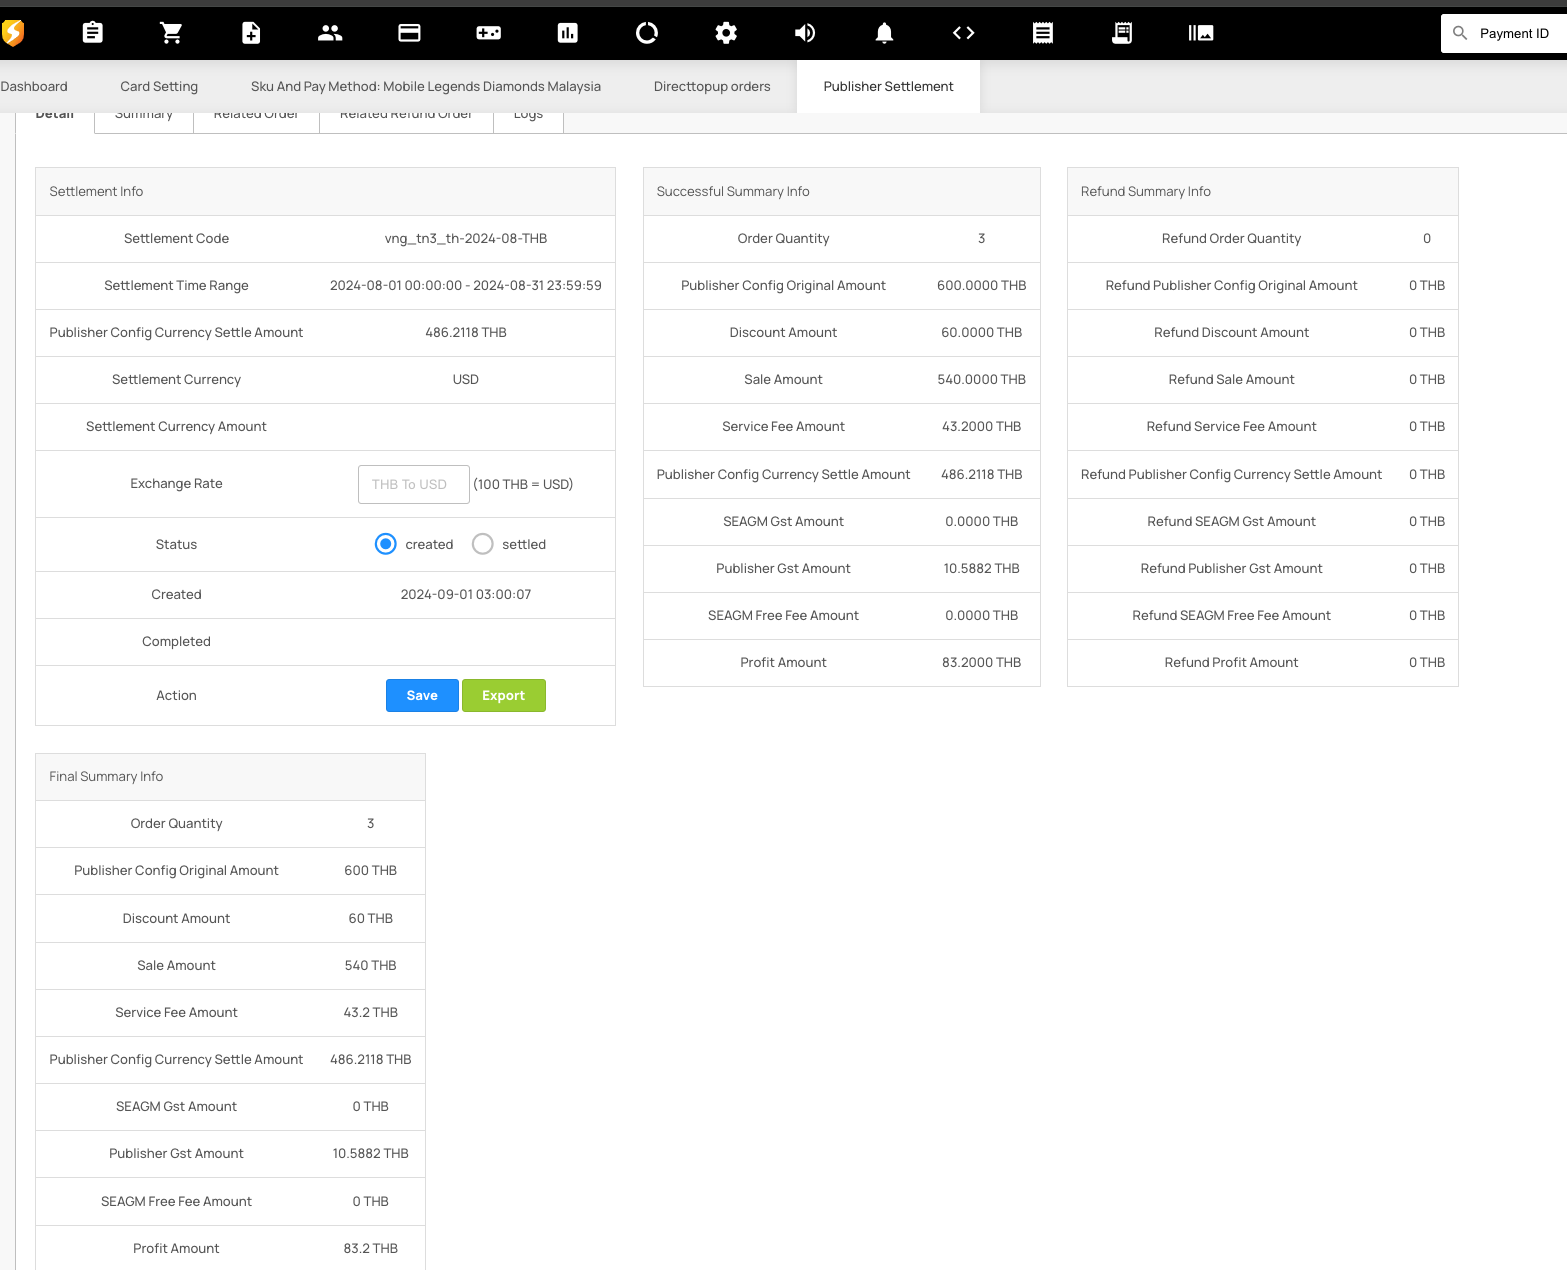 Payment ID
Dashboard Card Setting Sku And Pay Method: Mobile Legends Diamonds Malaysia Directtopup orders Publisher Settlement
Detail Summary Related Order Related Refund Order Logs
Settlement Info
Settlement Code vng_tn3_th-2024-08-THB
Settlement Time Range 2024-08-01 00:00:00 - 2024-08-31 23:59:59
Publisher Config Currency Settle Amount 486.2118 THB
Settlement Currency USD
Settlement Currency Amount
Exchange Rate THB To USD (100 THB = USD)
Status created settled
Created 2024-09-01 03:00:07
Completed
Action Save Export
Successful Summary Info
Order Quantity 3
Publisher Config Original Amount 600.0000 THB
Discount Amount 60.0000 THB
Sale Amount 540.0000 THB
Service Fee Amount 43.2000 THB
Publisher Config Currency Settle Amount 486.2118 THB
SEAGM Gst Amount 0.0000 THB
Publisher Gst Amount 10.5882 THB
SEAGM Free Fee Amount 0.0000 THB
Profit Amount 83.2000 THB
Refund Summary Info
Refund Order Quantity 0
Refund Publisher Config Original Amount 0 THB
Refund Discount Amount 0 THB
Refund Sale Amount 0 THB
Refund Service Fee Amount 0 THB
Refund Publisher Config Currency Settle Amount 0 THB
Refund SEAGM Gst Amount 0 THB
Refund Publisher Gst Amount 0 THB
Refund SEAGM Free Fee Amount 0 THB
Refund Profit Amount 0 THB
Final Summary Info
Order Quantity 3
Publisher Config Original Amount 600 THB
Discount Amount 60 THB
Sale Amount 540 THB
Service Fee Amount 43.2 THB
Publisher Config Currency Settle Amount 486.2118 THB
SEAGM Gst Amount 0 THB
Publisher Gst Amount 10.5882 THB
SEAGM Free Fee Amount 0 THB
Profit Amount 83.2 THB